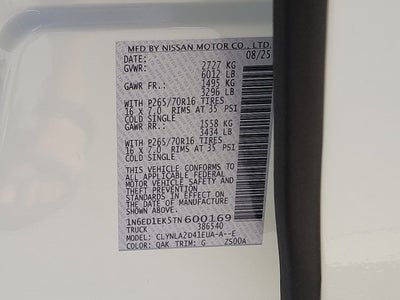 MFD BY NISSAN MOTOR CO., LTD.
DATE: 08/25
GVWR: 2727 KG
6012 LB
GAWR FR.: 1495 KG
3296 LB
WITH P265/70R16 TIRES
16 X 7.0 RIMS AT 35 PSI
COLD SINGLE
GAWR RR.: 1558 KG
3434 LB
WITH P265/70R16 TIRES
16 X 7.0 RIMS AT 35 PSI
COLD SINGLE
THIS VEHICLE CONFORMS TO
ALL APPLICABLE FEDERAL
MOTOR VEHICLE SAFETY AND
THEFT PREVENTION
STANDARDS IN EFFECT ON
THE DATE OF MANUFACTURE
SHOWN ABOVE.
1N6ED1EK5TN600169
TRUCK 386540
MODEL: CLYNLA2D41EUA-A--E
COLOR: QAK TRIM: G ZS00A